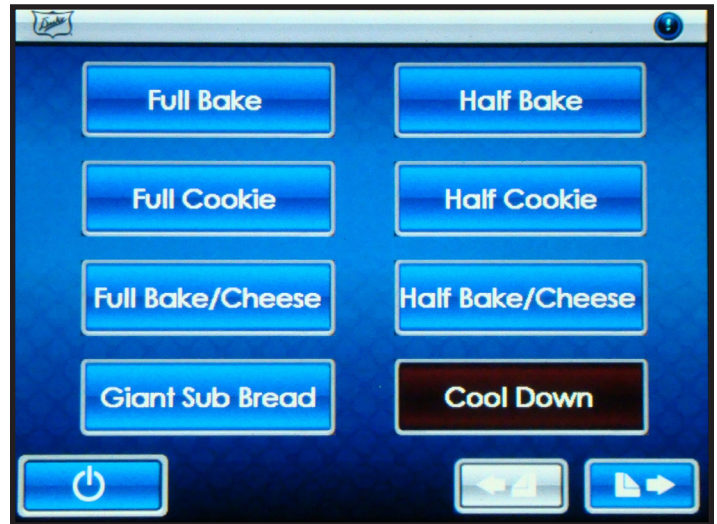 Duke
Full Bake
Half Bake
Full Cookie
Half Cookie
Full Bake/Cheese
Half Bake/Cheese
Giant Sub Bread
Cool Down